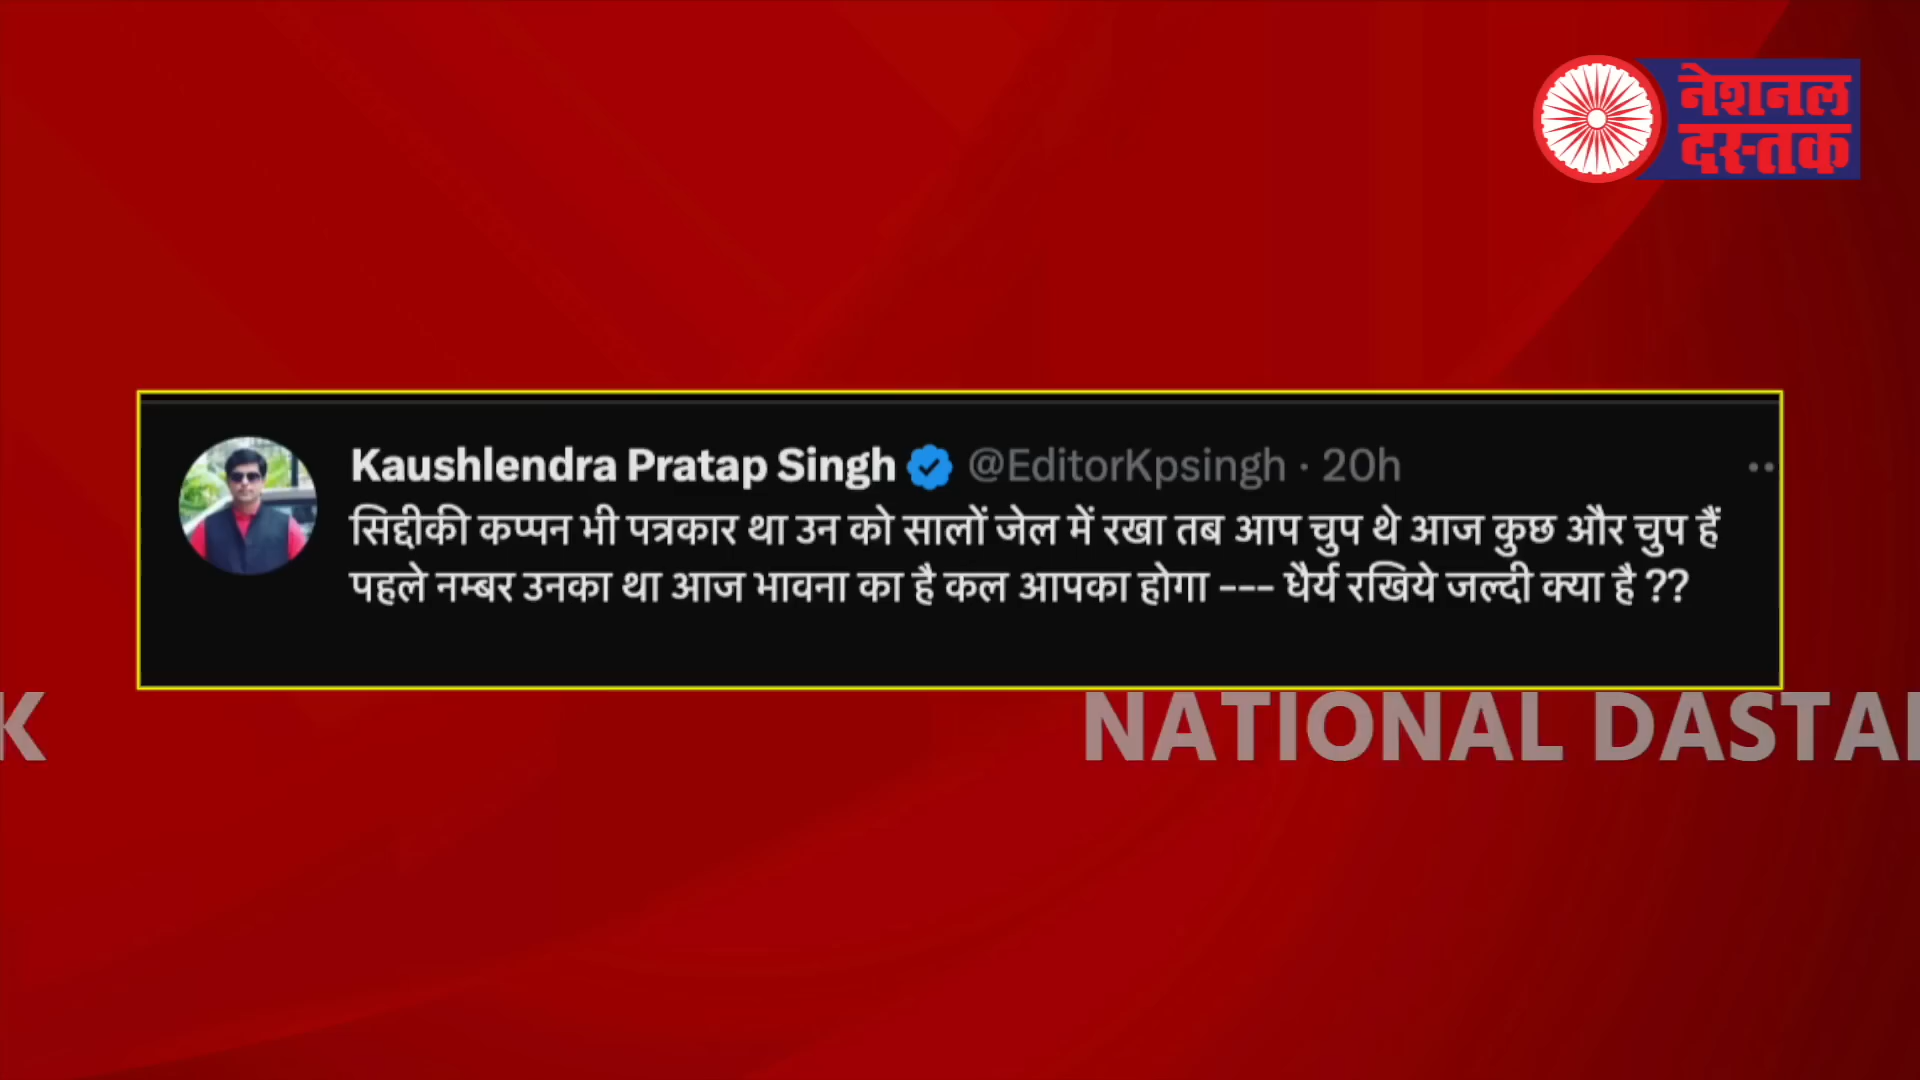 नेशनल
दस्तक
Kaushlendra Pratap Singh @EditorKpsingh · 20h
सिद्दीकी कप्पन भी पत्रकार था उन को सालों जेल में रखा तब आप चुप थे आज कुछ और चुप हैं
पहले नम्बर उनका था आज भावना का है कल आपका होगा --- धैर्य रखिये जल्दी क्या है ??
K NATIONAL DASTA